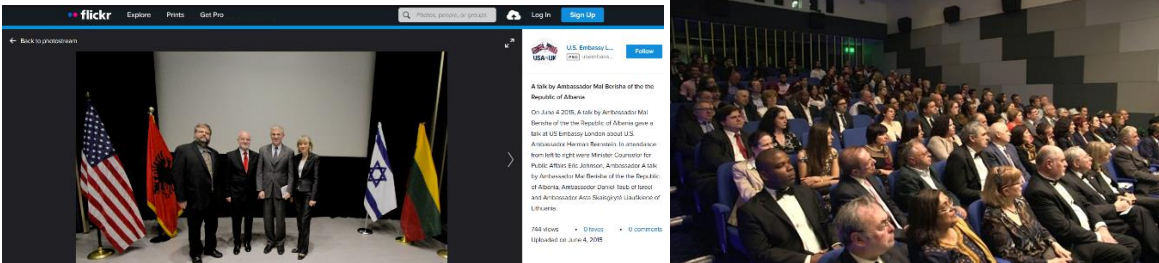 flickr Explore Prints Get Pro Photos, people, or groups Log In Sign Up
Back to photostream
U.S. Embassy L...
PRO usembass...
Follow
USA UK
A talk by Ambassador Mal Berisha of the the
Republic of Albania
On June 4 2015, A talk by Ambassador Mal
Berisha of the the Republic of Albania gave a
talk at US Embassy London about U.S.
Ambassador Herman Bernstein. In attendance
from left to right were Minister Counselor for
Public Affairs Eric Johnson, Ambassador A talk
by Ambassador Mal Berisha of the the Republic
of Albania, Ambassador Daniel Taub of Israel
and Ambassador Asta Skaisgirytė Liauškienė of
Lithuania.
744 views • 0 faves • 0 comments
Uploaded on June 4, 2015